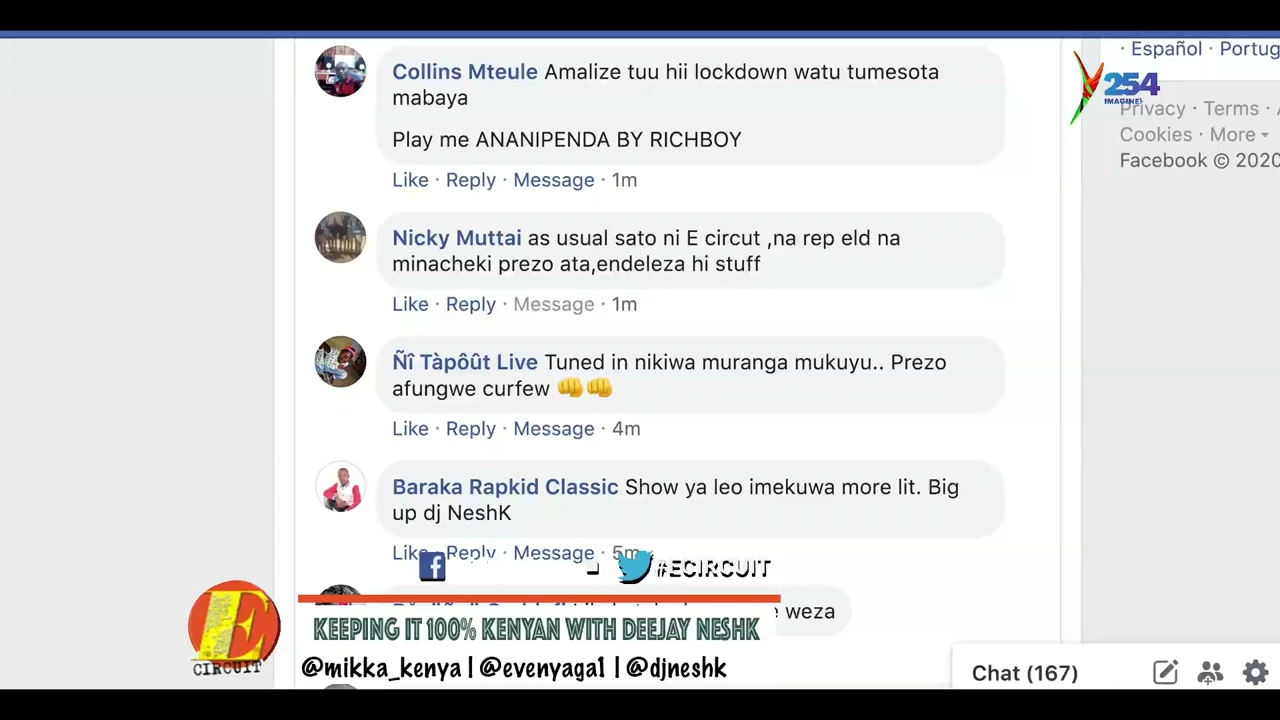 Collins Mteule Amalize tuu hii lockdown watu tumesota
mabaya
Play me ANANIPENDA BY RICHBOY
Like · Reply · Message · 1m
Nicky Muttai as usual sato ni E circut ,na rep eld na
minacheki prezo ata,endeleza hi stuff
Like · Reply · Message · 1m
Ñî Tàpôût Live Tuned in nikiwa muranga mukuyu.. Prezo
afungwe curfew 👊👊
Like · Reply · Message · 4m
Baraka Rapkid Classic Show ya leo imekuwa more lit. Big
up dj NeshK
Like · Reply · Message · 5m
weza
· Español · Portug
Y254
IMAGINE!
Privacy · Terms ·
Cookies · More
Facebook © 2020
#ECIRCUIT
E
CIRCUIT
KEEPING IT 100% KENYAN WITH DEEJAY NESHK
@mikka_kenya | @evenyaga1 | @djneshk
Chat (167)